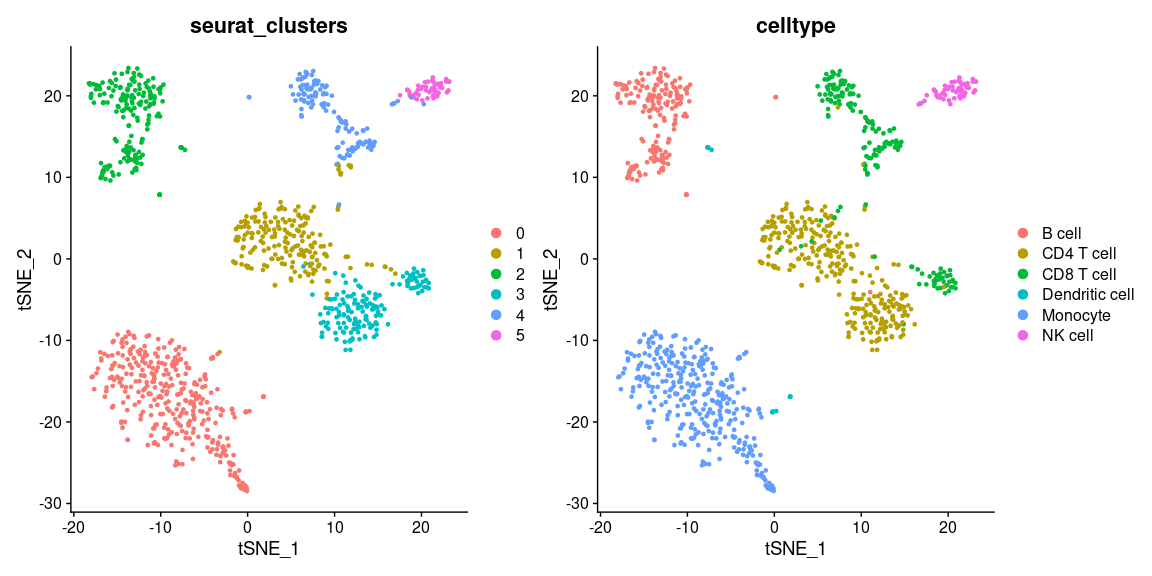 seurat_clusters
tSNE_2
20
10
0
-10
-20
-30
-20
-10
0
10
20
tSNE_1
0
1
2
3
4
5
celltype
tSNE_2
20
10
0
-10
-20
-30
-20
-10
0
10
20
tSNE_1
B cell
CD4 T cell
CD8 T cell
Dendritic cell
Monocyte
NK cell